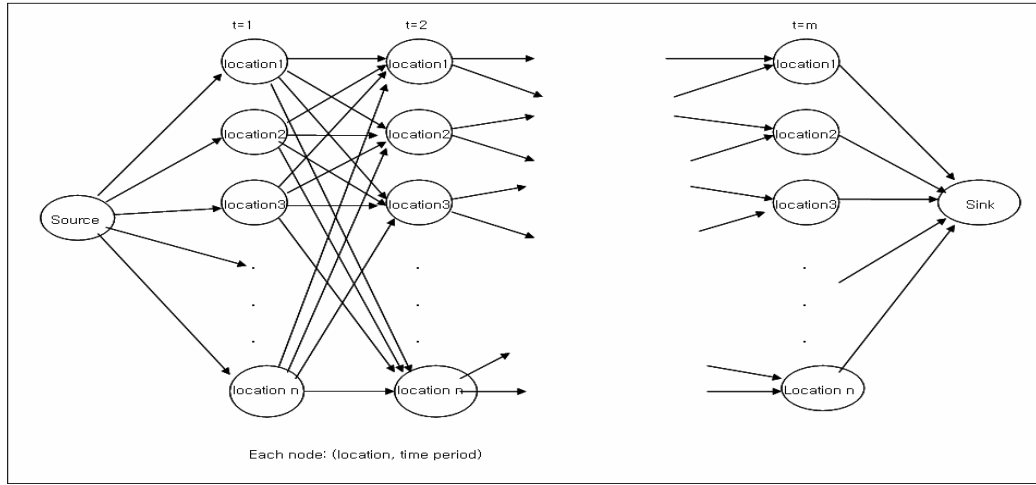 t=1 t=2 t=m
location1 location1 location1
location2 location2 location2
location3 location3 location3
Source Sink
location n location n Location n
Each node: (location, time period)